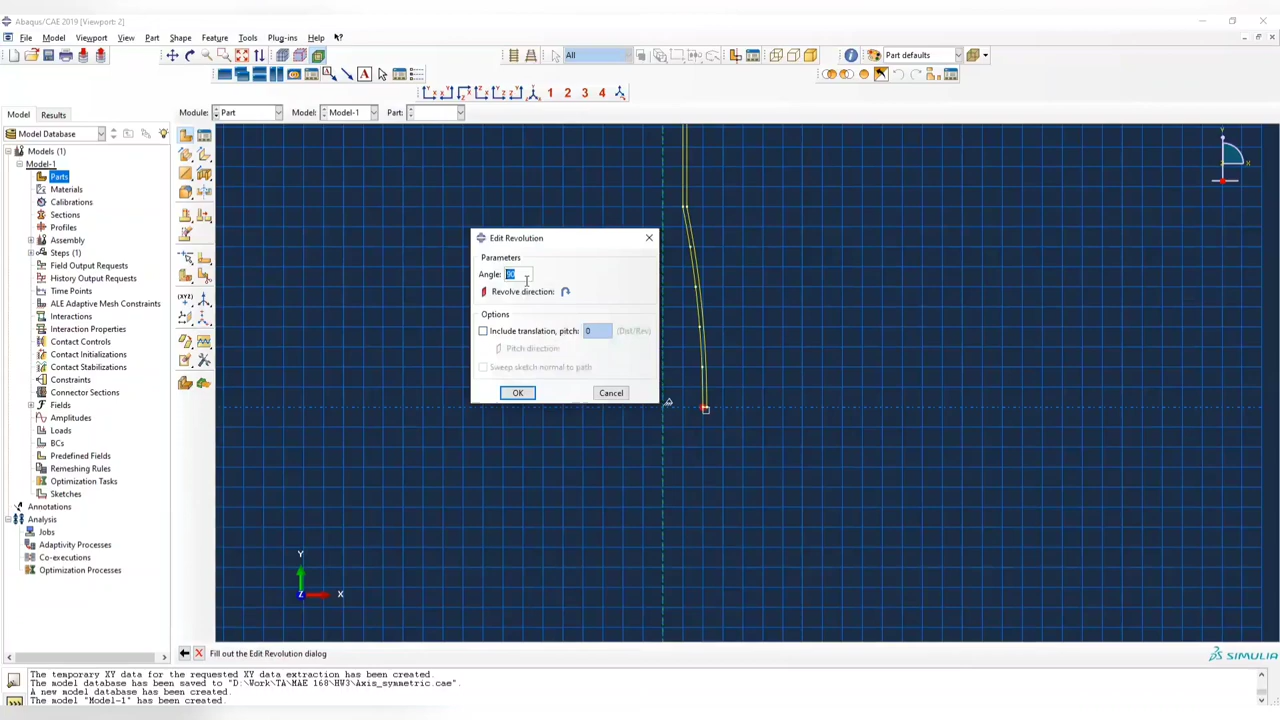 Abaqus/CAE 2019 [Viewport: 2]
File Model Viewport View Part Shape Feature Tools Plug-ins Help
All
Part defaults
1 2 3 4
Model Results
Module: Part Model: Model-1 Part:
Model Database
Models (1)
Model-1
Parts
Materials
Calibrations
Sections
Profiles
Assembly
Steps (1)
Field Output Requests
History Output Requests
Time Points
ALE Adaptive Mesh Constraints
Interactions
Interaction Properties
Contact Controls
Contact Initializations
Contact Stabilizations
Constraints
Connector Sections
Fields
Amplitudes
Loads
BCs
Predefined Fields
Remeshing Rules
Optimization Tasks
Sketches
Annotations
Analysis
Jobs
Adaptivity Processes
Co-executions
Optimization Processes
Edit Revolution
Parameters
Angle: 90
Revolve direction:
Options
Include translation, pitch: 0 (Dist/Rev)
Pitch direction:
Sweep sketch normal to path
OK Cancel
Y
X
Y
Z X
Fill out the Edit Revolution dialog
SIMULIA
The temporary XY data for the requested XY data extraction has been created.
The model database has been saved to "D:\Work\TA\MAE 168\HW3\Axis_symmetric.cae".
A new model database has been created.
The model "Model-1" has been created.